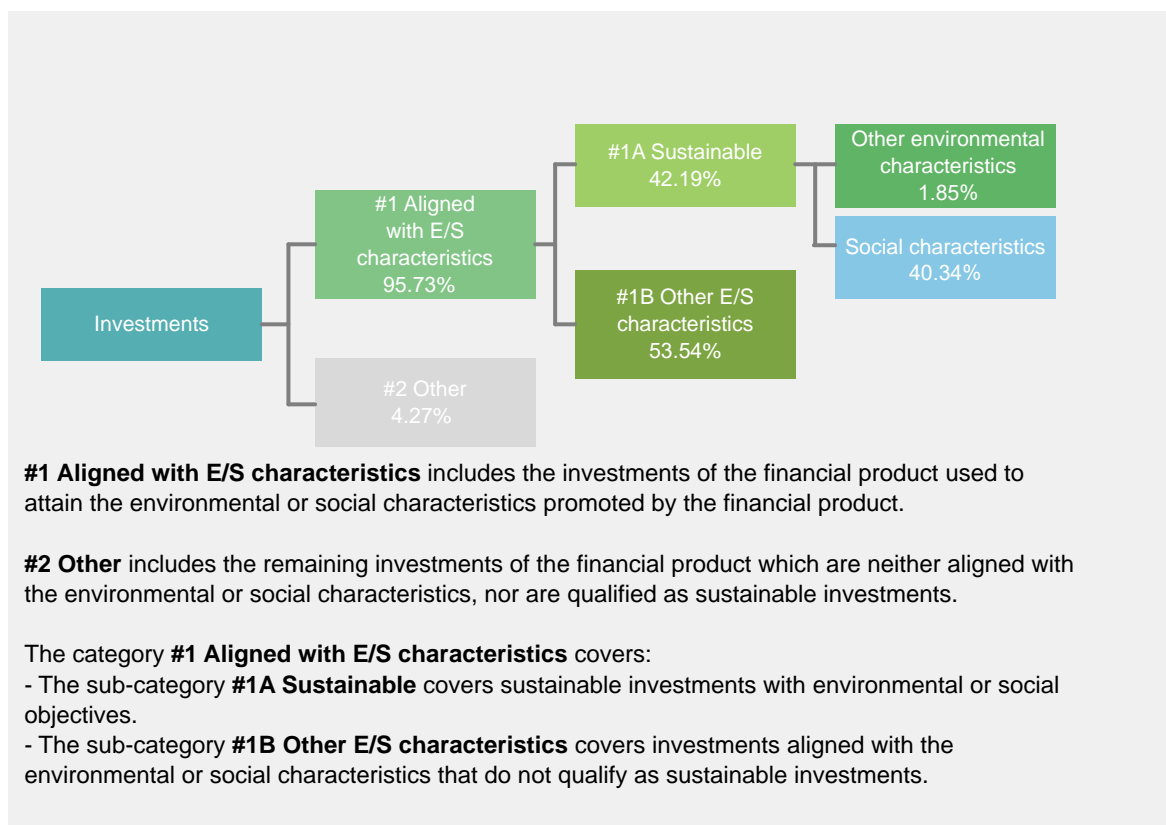 Investments
#1 Aligned
with E/S
characteristics
95.73%
#2 Other
4.27%
#1A Sustainable
42.19%
#1B Other E/S
characteristics
53.54%
Other environmental
characteristics
1.85%
Social characteristics
40.34%
#1 Aligned with E/S characteristics includes the investments of the financial product used to
attain the environmental or social characteristics promoted by the financial product.
#2 Other includes the remaining investments of the financial product which are neither aligned with
the environmental or social characteristics, nor are qualified as sustainable investments.
The category #1 Aligned with E/S characteristics covers:
- The sub-category #1A Sustainable covers sustainable investments with environmental or social
objectives.
- The sub-category #1B Other E/S characteristics covers investments aligned with the
environmental or social characteristics that do not qualify as sustainable investments.